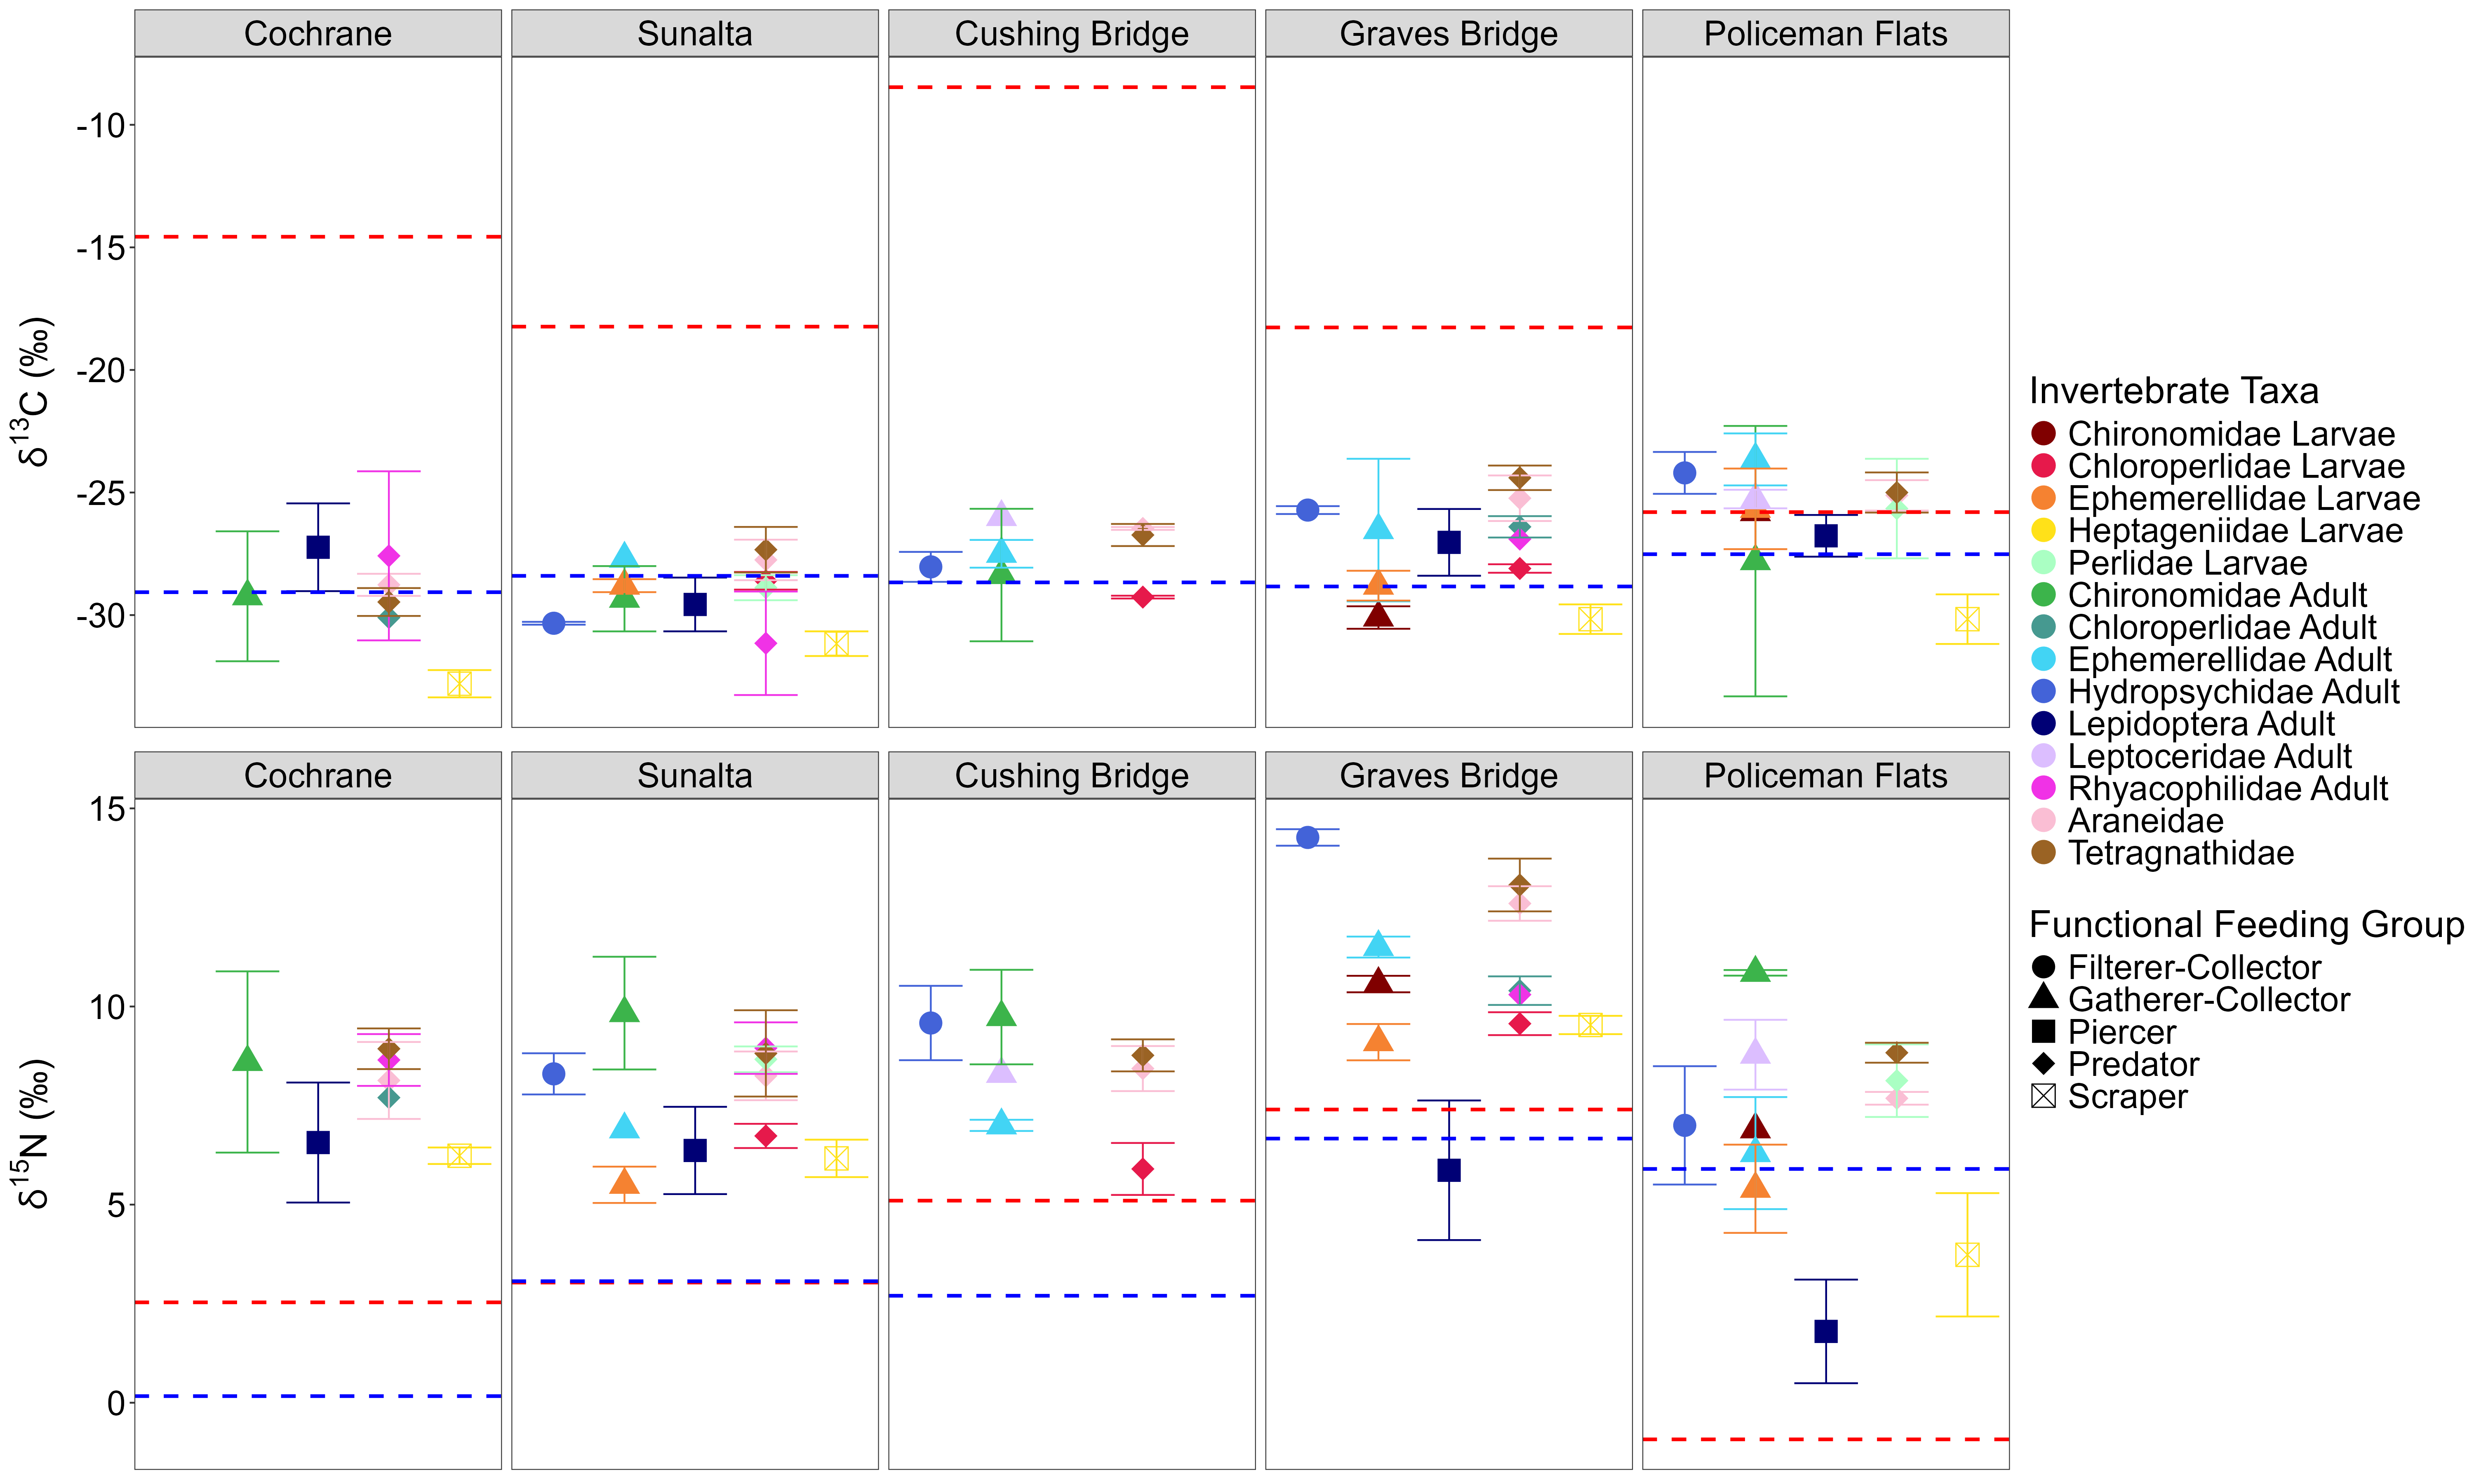 Cochrane
Sunalta
Cushing Bridge
Graves Bridge
Policeman Flats
δ¹³C (‰)
-10
-15
-20
-25
-30
Cochrane
Sunalta
Cushing Bridge
Graves Bridge
Policeman Flats
δ¹⁵N (‰)
15
10
5
0
Invertebrate Taxa
Chironomidae Larvae
Chloroperlidae Larvae
Ephemerellidae Larvae
Heptageniidae Larvae
Perlidae Larvae
Chironomidae Adult
Chloroperlidae Adult
Ephemerellidae Adult
Hydropsychidae Adult
Lepidoptera Adult
Leptoceridae Adult
Rhyacophilidae Adult
Araneidae
Tetragnathidae
Functional Feeding Group
Filterer-Collector
Gatherer-Collector
Piercer
Predator
Scraper